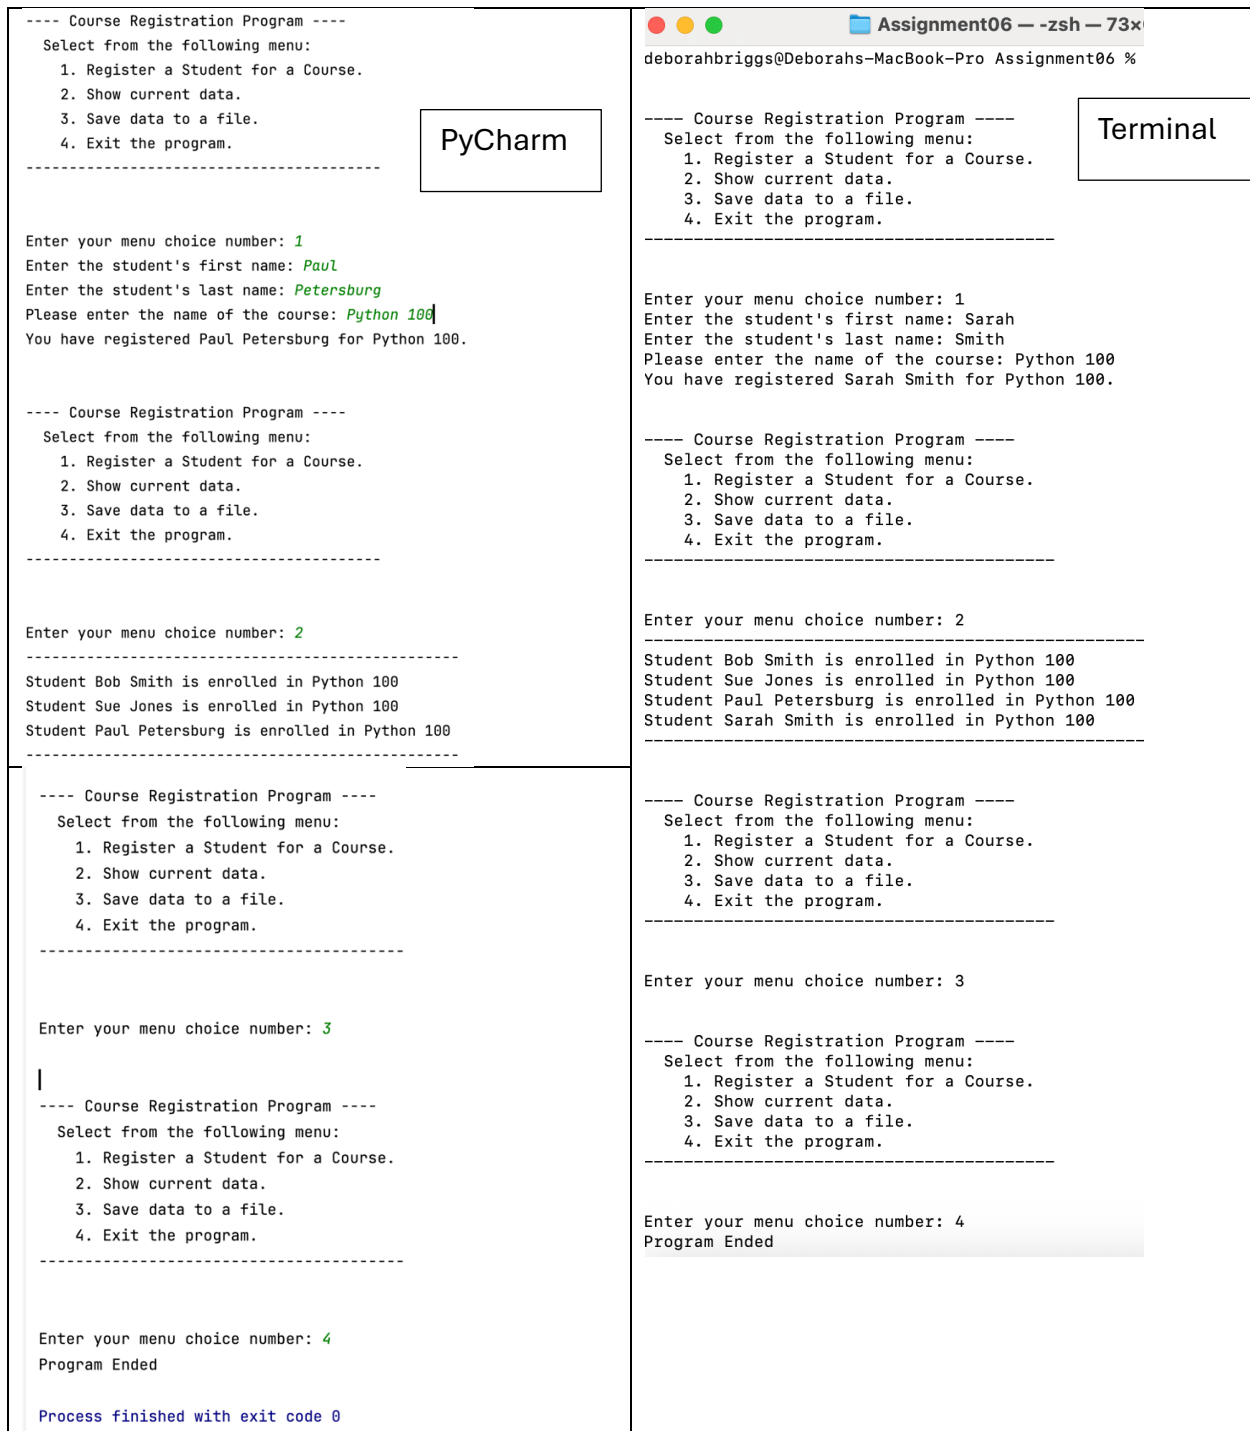 ---- Course Registration Program ----
Select from the following menu:
1. Register a Student for a Course.
2. Show current data.
3. Save data to a file.
4. Exit the program.
-----------------------------------------
PyCharm
Enter your menu choice number: 1
Enter the student's first name: Paul
Enter the student's last name: Petersburg
Please enter the name of the course: Python 100
You have registered Paul Petersburg for Python 100.
---- Course Registration Program ----
Select from the following menu:
1. Register a Student for a Course.
2. Show current data.
3. Save data to a file.
4. Exit the program.
-----------------------------------------
Enter your menu choice number: 2
--------------------------------------------------
Student Bob Smith is enrolled in Python 100
Student Sue Jones is enrolled in Python 100
Student Paul Petersburg is enrolled in Python 100
--------------------------------------------------
---- Course Registration Program ----
Select from the following menu:
1. Register a Student for a Course.
2. Show current data.
3. Save data to a file.
4. Exit the program.
-----------------------------------------
Enter your menu choice number: 3
---- Course Registration Program ----
Select from the following menu:
1. Register a Student for a Course.
2. Show current data.
3. Save data to a file.
4. Exit the program.
-----------------------------------------
Enter your menu choice number: 4
Program Ended
Process finished with exit code 0
Assignment06 — -zsh — 73×
deborahbriggs@Deborahs-MacBook-Pro Assignment06 %
Terminal
---- Course Registration Program ----
Select from the following menu:
1. Register a Student for a Course.
2. Show current data.
3. Save data to a file.
4. Exit the program.
-----------------------------------------
Enter your menu choice number: 1
Enter the student's first name: Sarah
Enter the student's last name: Smith
Please enter the name of the course: Python 100
You have registered Sarah Smith for Python 100.
---- Course Registration Program ----
Select from the following menu:
1. Register a Student for a Course.
2. Show current data.
3. Save data to a file.
4. Exit the program.
-----------------------------------------
Enter your menu choice number: 2
--------------------------------------------------
Student Bob Smith is enrolled in Python 100
Student Sue Jones is enrolled in Python 100
Student Paul Petersburg is enrolled in Python 100
Student Sarah Smith is enrolled in Python 100
--------------------------------------------------
---- Course Registration Program ----
Select from the following menu:
1. Register a Student for a Course.
2. Show current data.
3. Save data to a file.
4. Exit the program.
-----------------------------------------
Enter your menu choice number: 3
---- Course Registration Program ----
Select from the following menu:
1. Register a Student for a Course.
2. Show current data.
3. Save data to a file.
4. Exit the program.
-----------------------------------------
Enter your menu choice number: 4
Program Ended